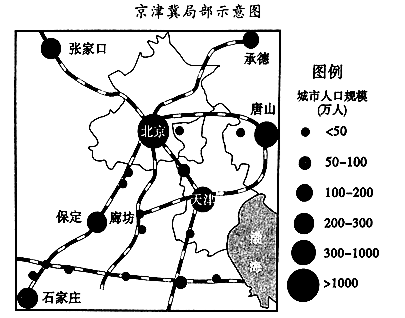 京津冀局部示意图
张家口
承德
唐山
北京
天津
保定
廊坊
渤
海
石家庄
图例
城市人口规模
(万人)
<50
50-100
100-200
200-300
300-1000
>1000